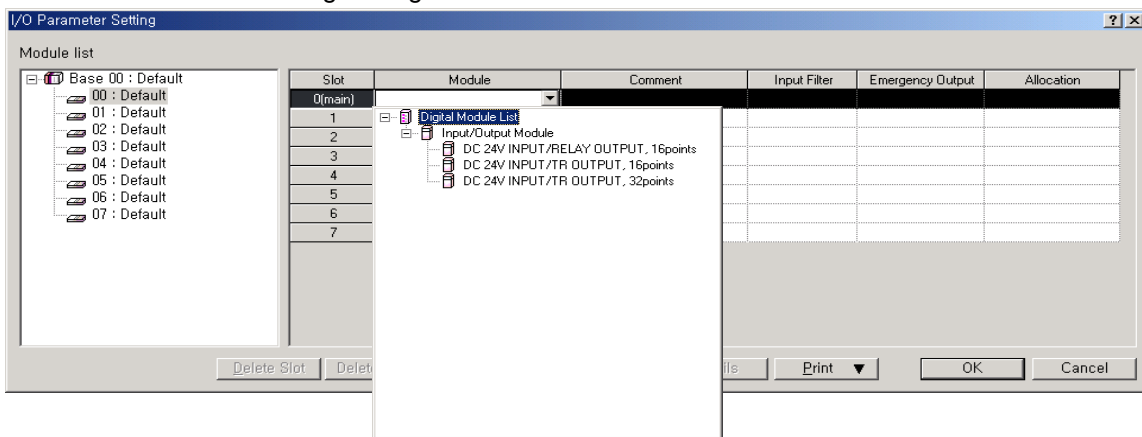 I/O Parameter Setting
Module list
Base 00 : Default
00 : Default
01 : Default
02 : Default
03 : Default
04 : Default
05 : Default
06 : Default
07 : Default
Slot Module Comment Input Filter Emergency Output Allocation
0(main)
1
2
3
4
5
6
7
Digital Module List
Input/Output Module
DC 24V INPUT/RELAY OUTPUT, 16points
DC 24V INPUT/TR OUTPUT, 16points
DC 24V INPUT/TR OUTPUT, 32points
Delete Slot Print OK Cancel